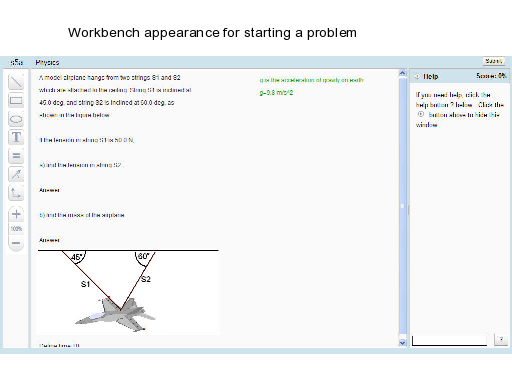 Workbench appearance for starting a problem
s5a Physics Submit
A model airplane hangs from two strings S1 and S2
which are attached to the ceiling. String S1 is inclined at
45.0 deg, and string S2 is inclined at 60.0 deg, as
shown in the figure below.
If the tension in string S1 is 50.0 N,
a) find the tension in string S2
Answer
b) find the mass of the airplane
Answer
g is the acceleration of gravity on earth
g=9.8 m/s^2
Help Score: 0%
If you need help, click the
help button ? below. Click the
button above to hide this
window
T
=
100%
45° 60°
S1 S2
?